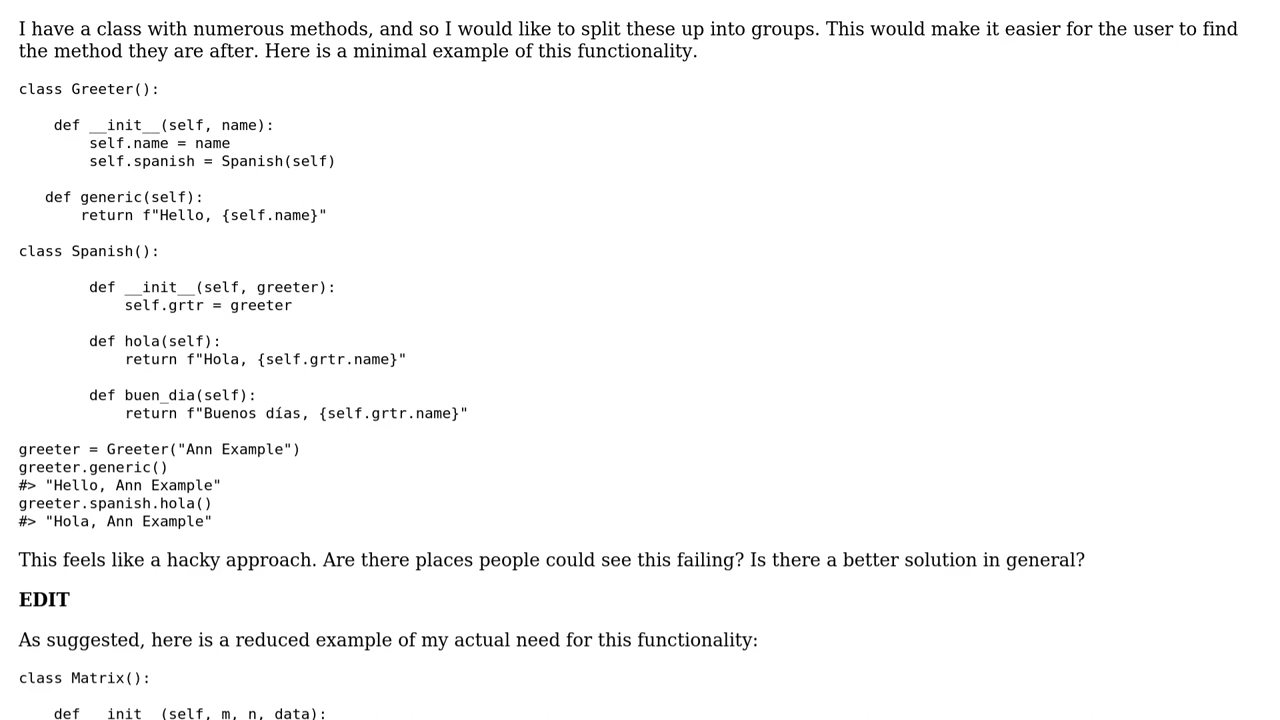 I have a class with numerous methods, and so I would like to split these up into groups. This would make it easier for the user to find
the method they are after. Here is a minimal example of this functionality.
class Greeter():
    def __init__(self, name):
        self.name = name
        self.spanish = Spanish(self)
   def generic(self):
       return f"Hello, {self.name}"
class Spanish():
        def __init__(self, greeter):
            self.grtr = greeter
        def hola(self):
            return f"Hola, {self.grtr.name}"
        def buen_dia(self):
            return f"Buenos días, {self.grtr.name}"
greeter = Greeter("Ann Example")
greeter.generic()
#> "Hello, Ann Example"
greeter.spanish.hola()
#> "Hola, Ann Example"
This feels like a hacky approach. Are there places people could see this failing? Is there a better solution in general?
EDIT
As suggested, here is a reduced example of my actual need for this functionality:
class Matrix():
    def __init__(self, m, n, data):